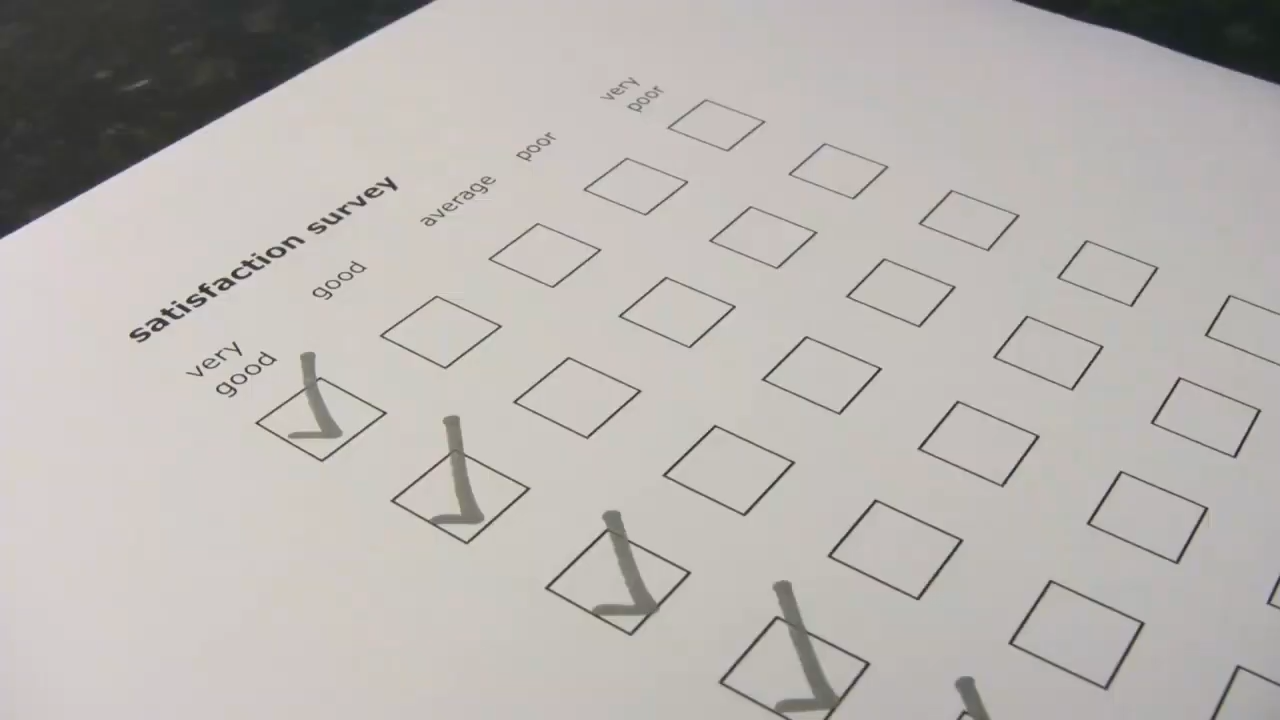 satisfaction survey
very
good
good
average
poor
very
poor